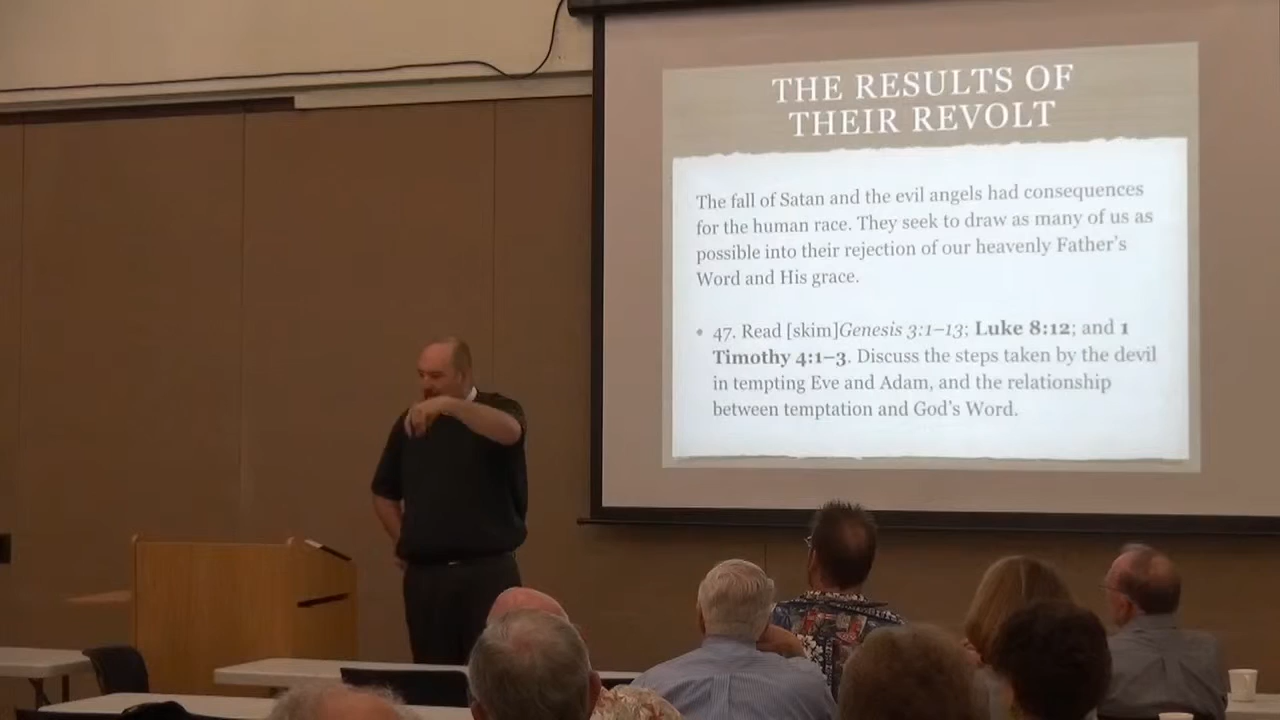 THE RESULTS OF
THEIR REVOLT
The fall of Satan and the evil angels had consequences
for the human race. They seek to draw as many of us as
possible into their rejection of our heavenly Father’s
Word and His grace.
• 47. Read [skim]Genesis 3:1–13; Luke 8:12; and 1
Timothy 4:1–3. Discuss the steps taken by the devil
in tempting Eve and Adam, and the relationship
between temptation and God’s Word.